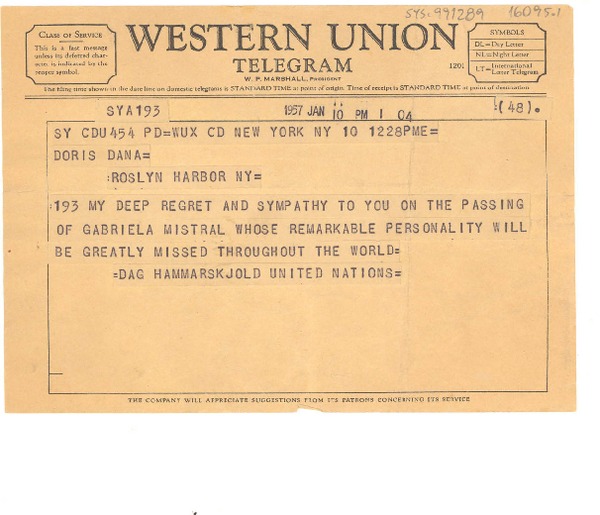 SYS: 991289 16095-1
CLASS OF SERVICE
This is a fast message
unless its deferred char-
acter is indicated by the
proper symbol.
WESTERN UNION
TELEGRAM
W. P. MARSHALL, PRESIDENT
1201
SYMBOLS
DL=Day Letter
NL=Night Letter
LT=International Letter Telegram
The filing time shown in the date line on domestic telegrams is STANDARD TIME at point of origin. Time of receipt is STANDARD TIME at point of destination
SYA193 1957 JAN 10 PM 1 04 (48).
SY CDU454 PD=WUX CD NEW YORK NY 10 1228PME=
DORIS DANA=
:ROSLYN HARBOR NY=
:193 MY DEEP REGRET AND SYMPATHY TO YOU ON THE PASSING
OF GABRIELA MISTRAL WHOSE REMARKABLE PERSONALITY WILL
BE GREATLY MISSED THROUGHOUT THE WORLD=
=DAG HAMMARSKJOLD UNITED NATIONS=
THE COMPANY WILL APPRECIATE SUGGESTIONS FROM ITS PATRONS CONCERNING ITS SERVICE